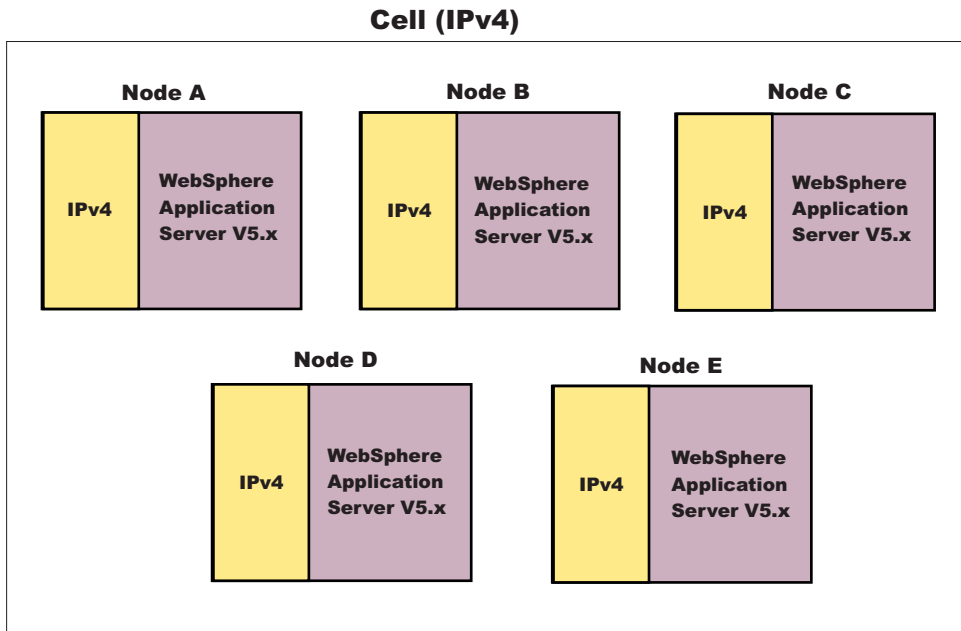 Cell (IPv4)
Node A
IPv4
WebSphere
Application
Server V5.x
Node B
IPv4
WebSphere
Application
Server V5.x
Node C
IPv4
WebSphere
Application
Server V5.x
Node D
IPv4
WebSphere
Application
Server V5.x
Node E
IPv4
WebSphere
Application
Server V5.x